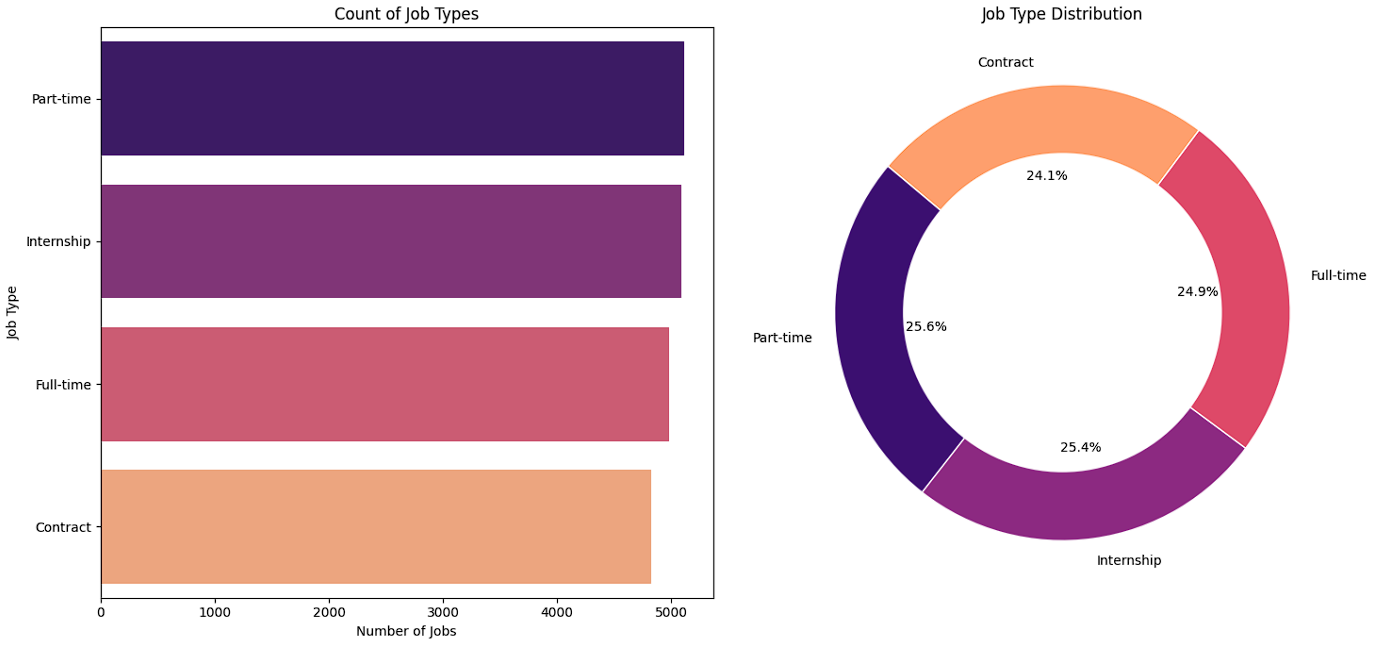 Count of Job Types
Part-time
Internship
Full-time
Contract
Job Type
0 1000 2000 3000 4000 5000
Number of Jobs
Job Type Distribution
Contract
24.1%
Full-time
24.9%
Part-time
25.6%
25.4%
Internship